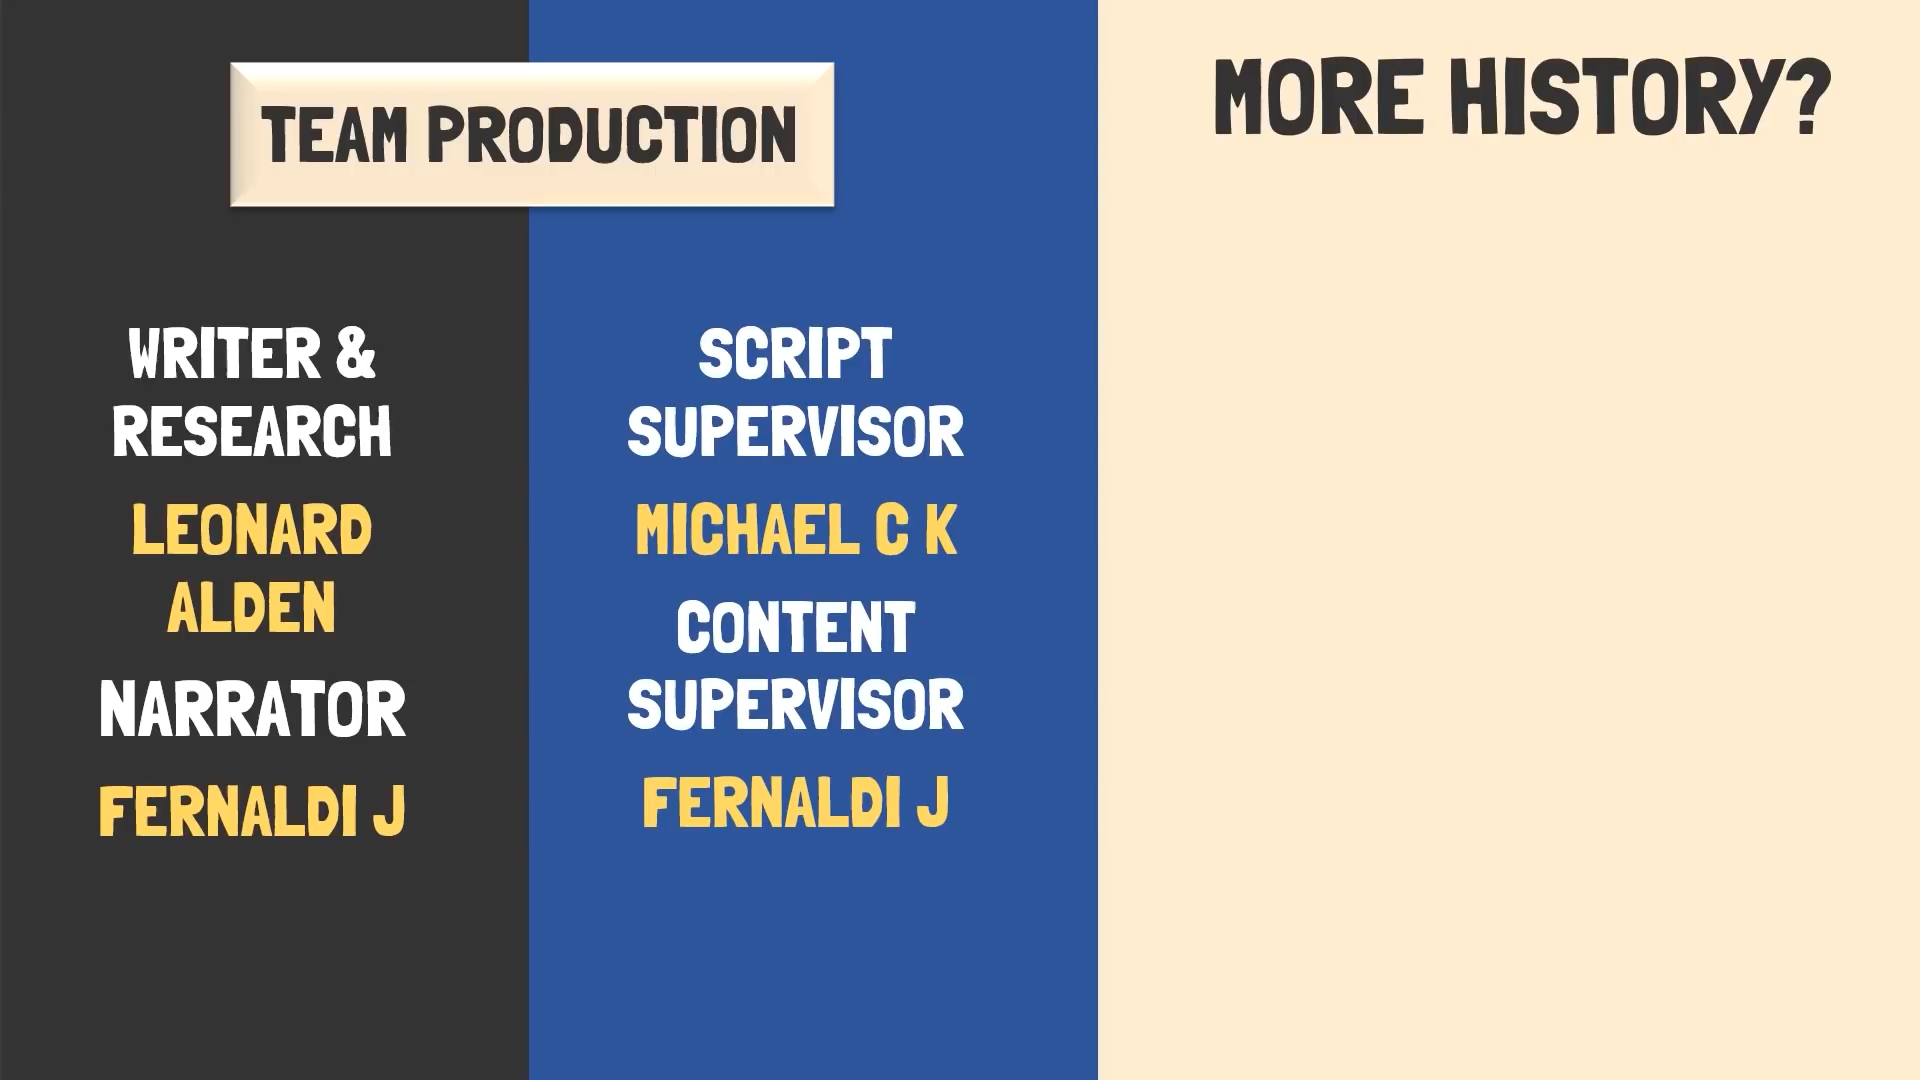 TEAM PRODUCTION
WRITER &
RESEARCH
LEONARD
ALDEN
NARRATOR
FERNALDI J
SCRIPT
SUPERVISOR
MICHAEL C K
CONTENT
SUPERVISOR
FERNALDI J
MORE HISTORY?